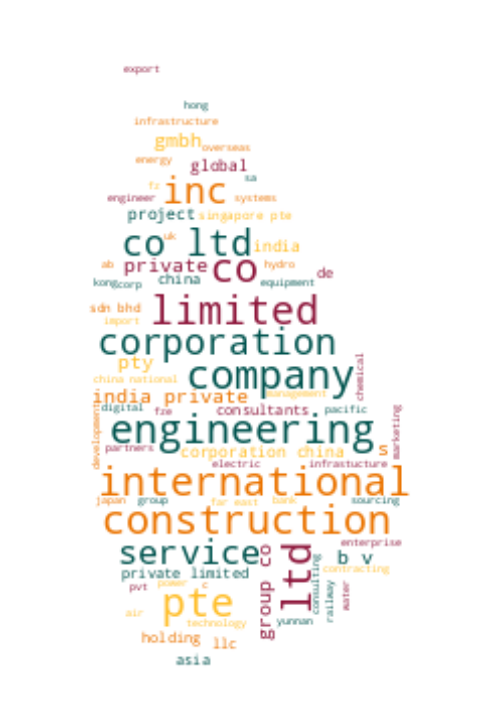 export
hong
infrastructure
gmbh overseas
energy global
fz inc sa
engineer systems
project singapore pte
co ltd uk india
ab private co hydro de
kong corp china equipment
sdn bhd limited
import
corporation
pty
china national company chemical
india private management
digital fze consultants pacific
development engineering marketing
partners corporation china s
electric infrastucture
international
japan group far east bank sourcing
construction
enterprise
service group co ltd b v
private limited consulting contracting
pvt power c railway water
pte
air technology yunnan
holding llc
asia